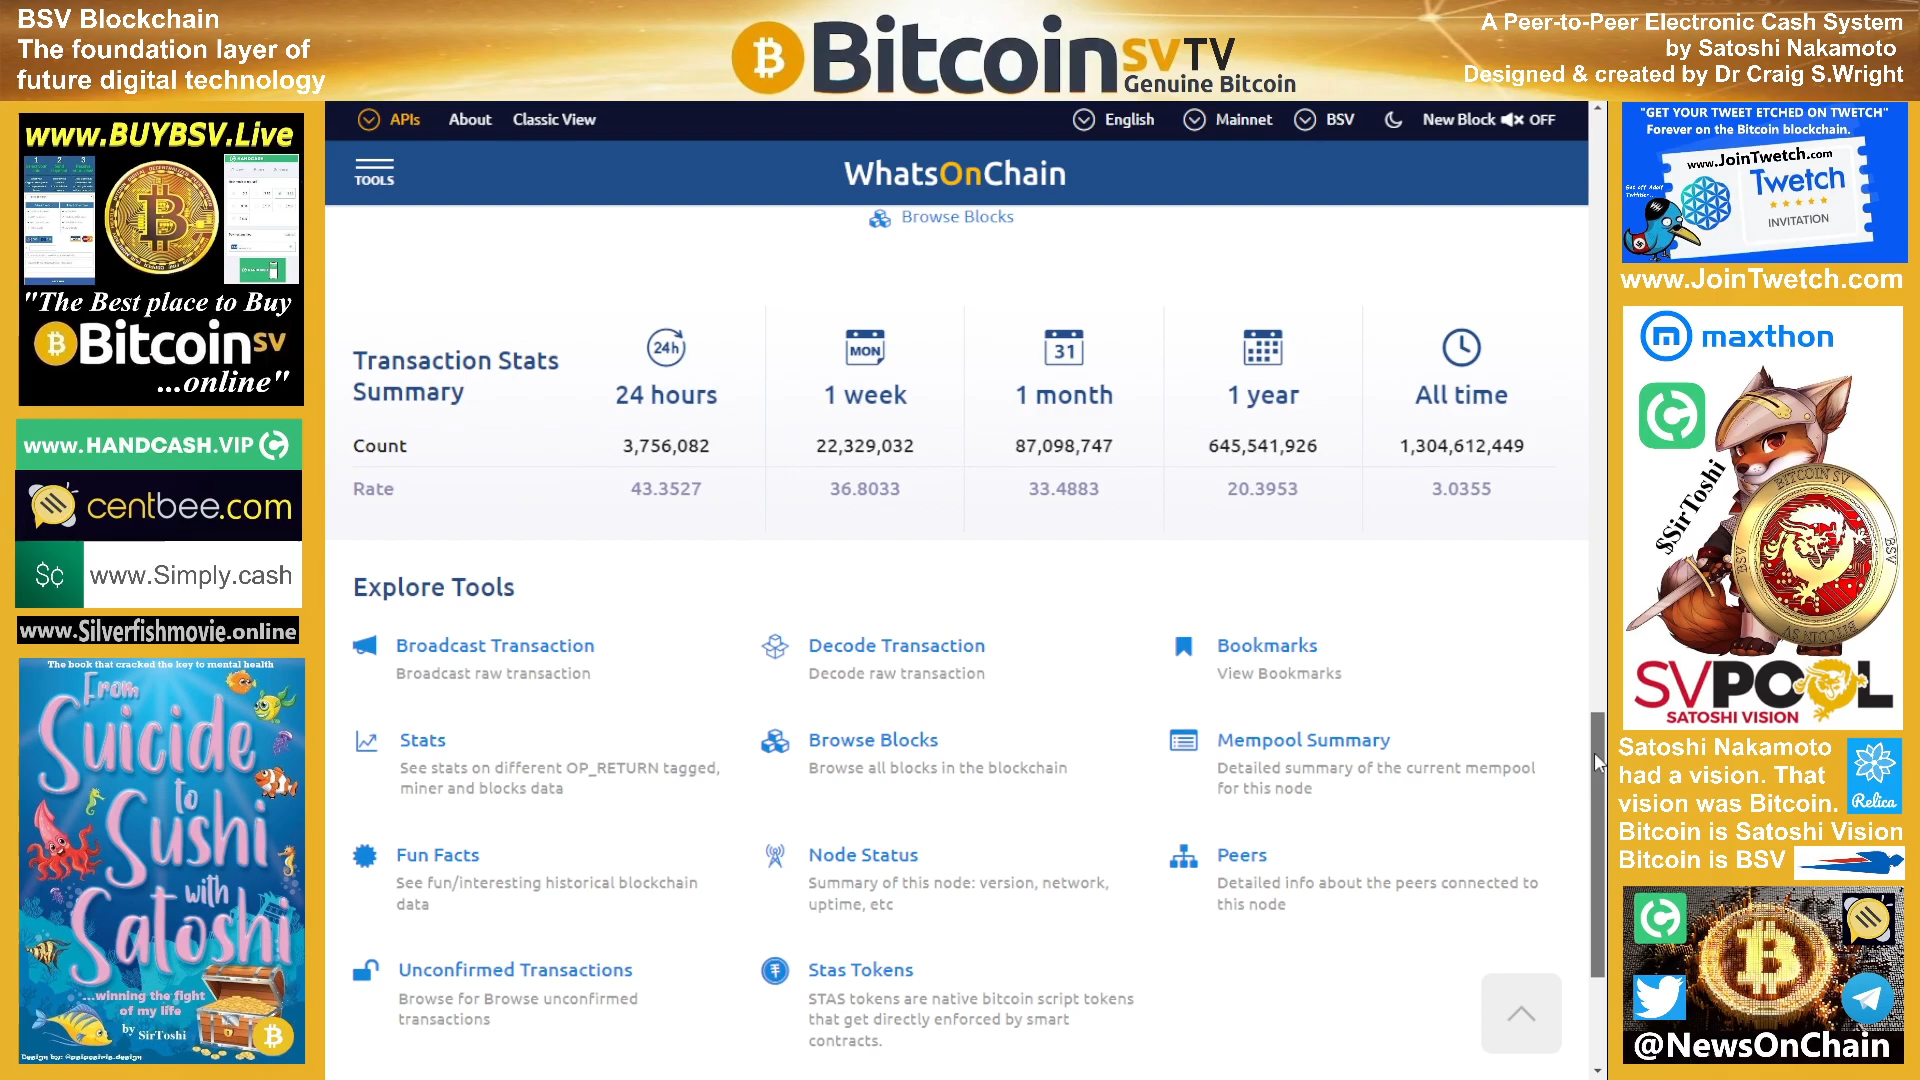 BSV Blockchain
The foundation layer of
future digital technology
Bitcoin SVTV
Genuine Bitcoin
A Peer-to-Peer Electronic Cash System
by Satoshi Nakamoto
Designed & created by Dr Craig S.Wright
www.BUYBSV.Live
"The Best place to Buy
Bitcoin SV
...online"
www.HANDCASH.VIP
centbee.com
$c www.Simply.cash
www.Silverfishmovie.online
The book that cracked the key to mental health
From
Suicide
to
Sushi
with
Satoshi
...winning the fight
of my life
by SirToshi
APIs About Classic View
English Mainnet BSV New Block OFF
TOOLS
WhatsOnChain
Browse Blocks
Transaction Stats
Summary
24h
24 hours
MON
1 week
31
1 month
1 year
All time
Count 3,756,082 22,329,032 87,098,747 645,541,926 1,304,612,449
Rate 43.3527 36.8033 33.4883 20.3953 3.0355
Explore Tools
Broadcast Transaction
Broadcast raw transaction
Decode Transaction
Decode raw transaction
Bookmarks
View Bookmarks
Stats
See stats on different OP_RETURN tagged,
miner and blocks data
Browse Blocks
Browse all blocks in the blockchain
Mempool Summary
Detailed summary of the current mempool
for this node
Fun Facts
See fun/interesting historical blockchain
data
Node Status
Summary of this node: version, network,
uptime, etc
Peers
Detailed info about the peers connected to
this node
Unconfirmed Transactions
Browse for Browse unconfirmed
transactions
Stas Tokens
STAS tokens are native bitcoin script tokens
that get directly enforced by smart
contracts.
"GET YOUR TWEET ETCHED ON TWETCH"
Forever on the Bitcoin blockchain.
www.JoinTwetch.com
Twetch
INVITATION
www.JoinTwetch.com
maxthon
$SirToshi
BITCOIN SV
BSV
BSV
BITCOIN SV
SVPOOL
SATOSHI VISION
Satoshi Nakamoto
had a vision. That
vision was Bitcoin.
Relica
Bitcoin is Satoshi Vision
Bitcoin is BSV
@NewsOnChain